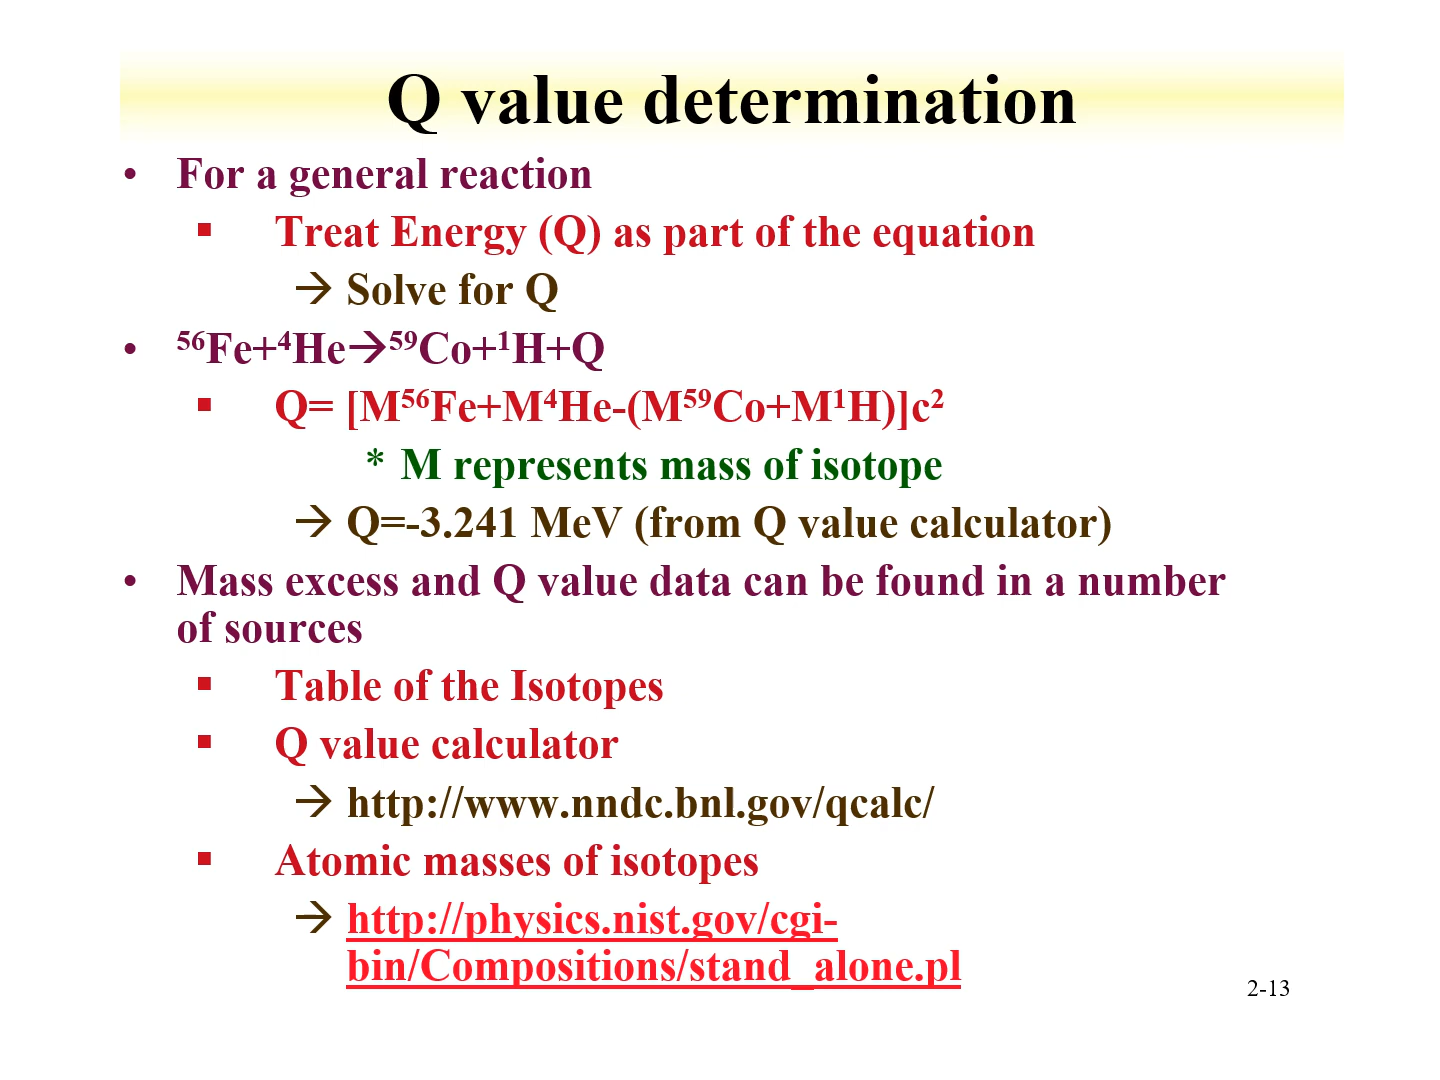 Q value determination
• For a general reaction
▪ Treat Energy (Q) as part of the equation
→ Solve for Q
• ⁵⁶Fe+⁴He→⁵⁹Co+¹H+Q
▪ Q= [M⁵⁶Fe+M⁴He-(M⁵⁹Co+M¹H)]c²
* M represents mass of isotope
→ Q=-3.241 MeV (from Q value calculator)
• Mass excess and Q value data can be found in a number
of sources
▪ Table of the Isotopes
▪ Q value calculator
→ http://www.nndc.bnl.gov/qcalc/
▪ Atomic masses of isotopes
→ http://physics.nist.gov/cgi-
bin/Compositions/stand_alone.pl
2-13